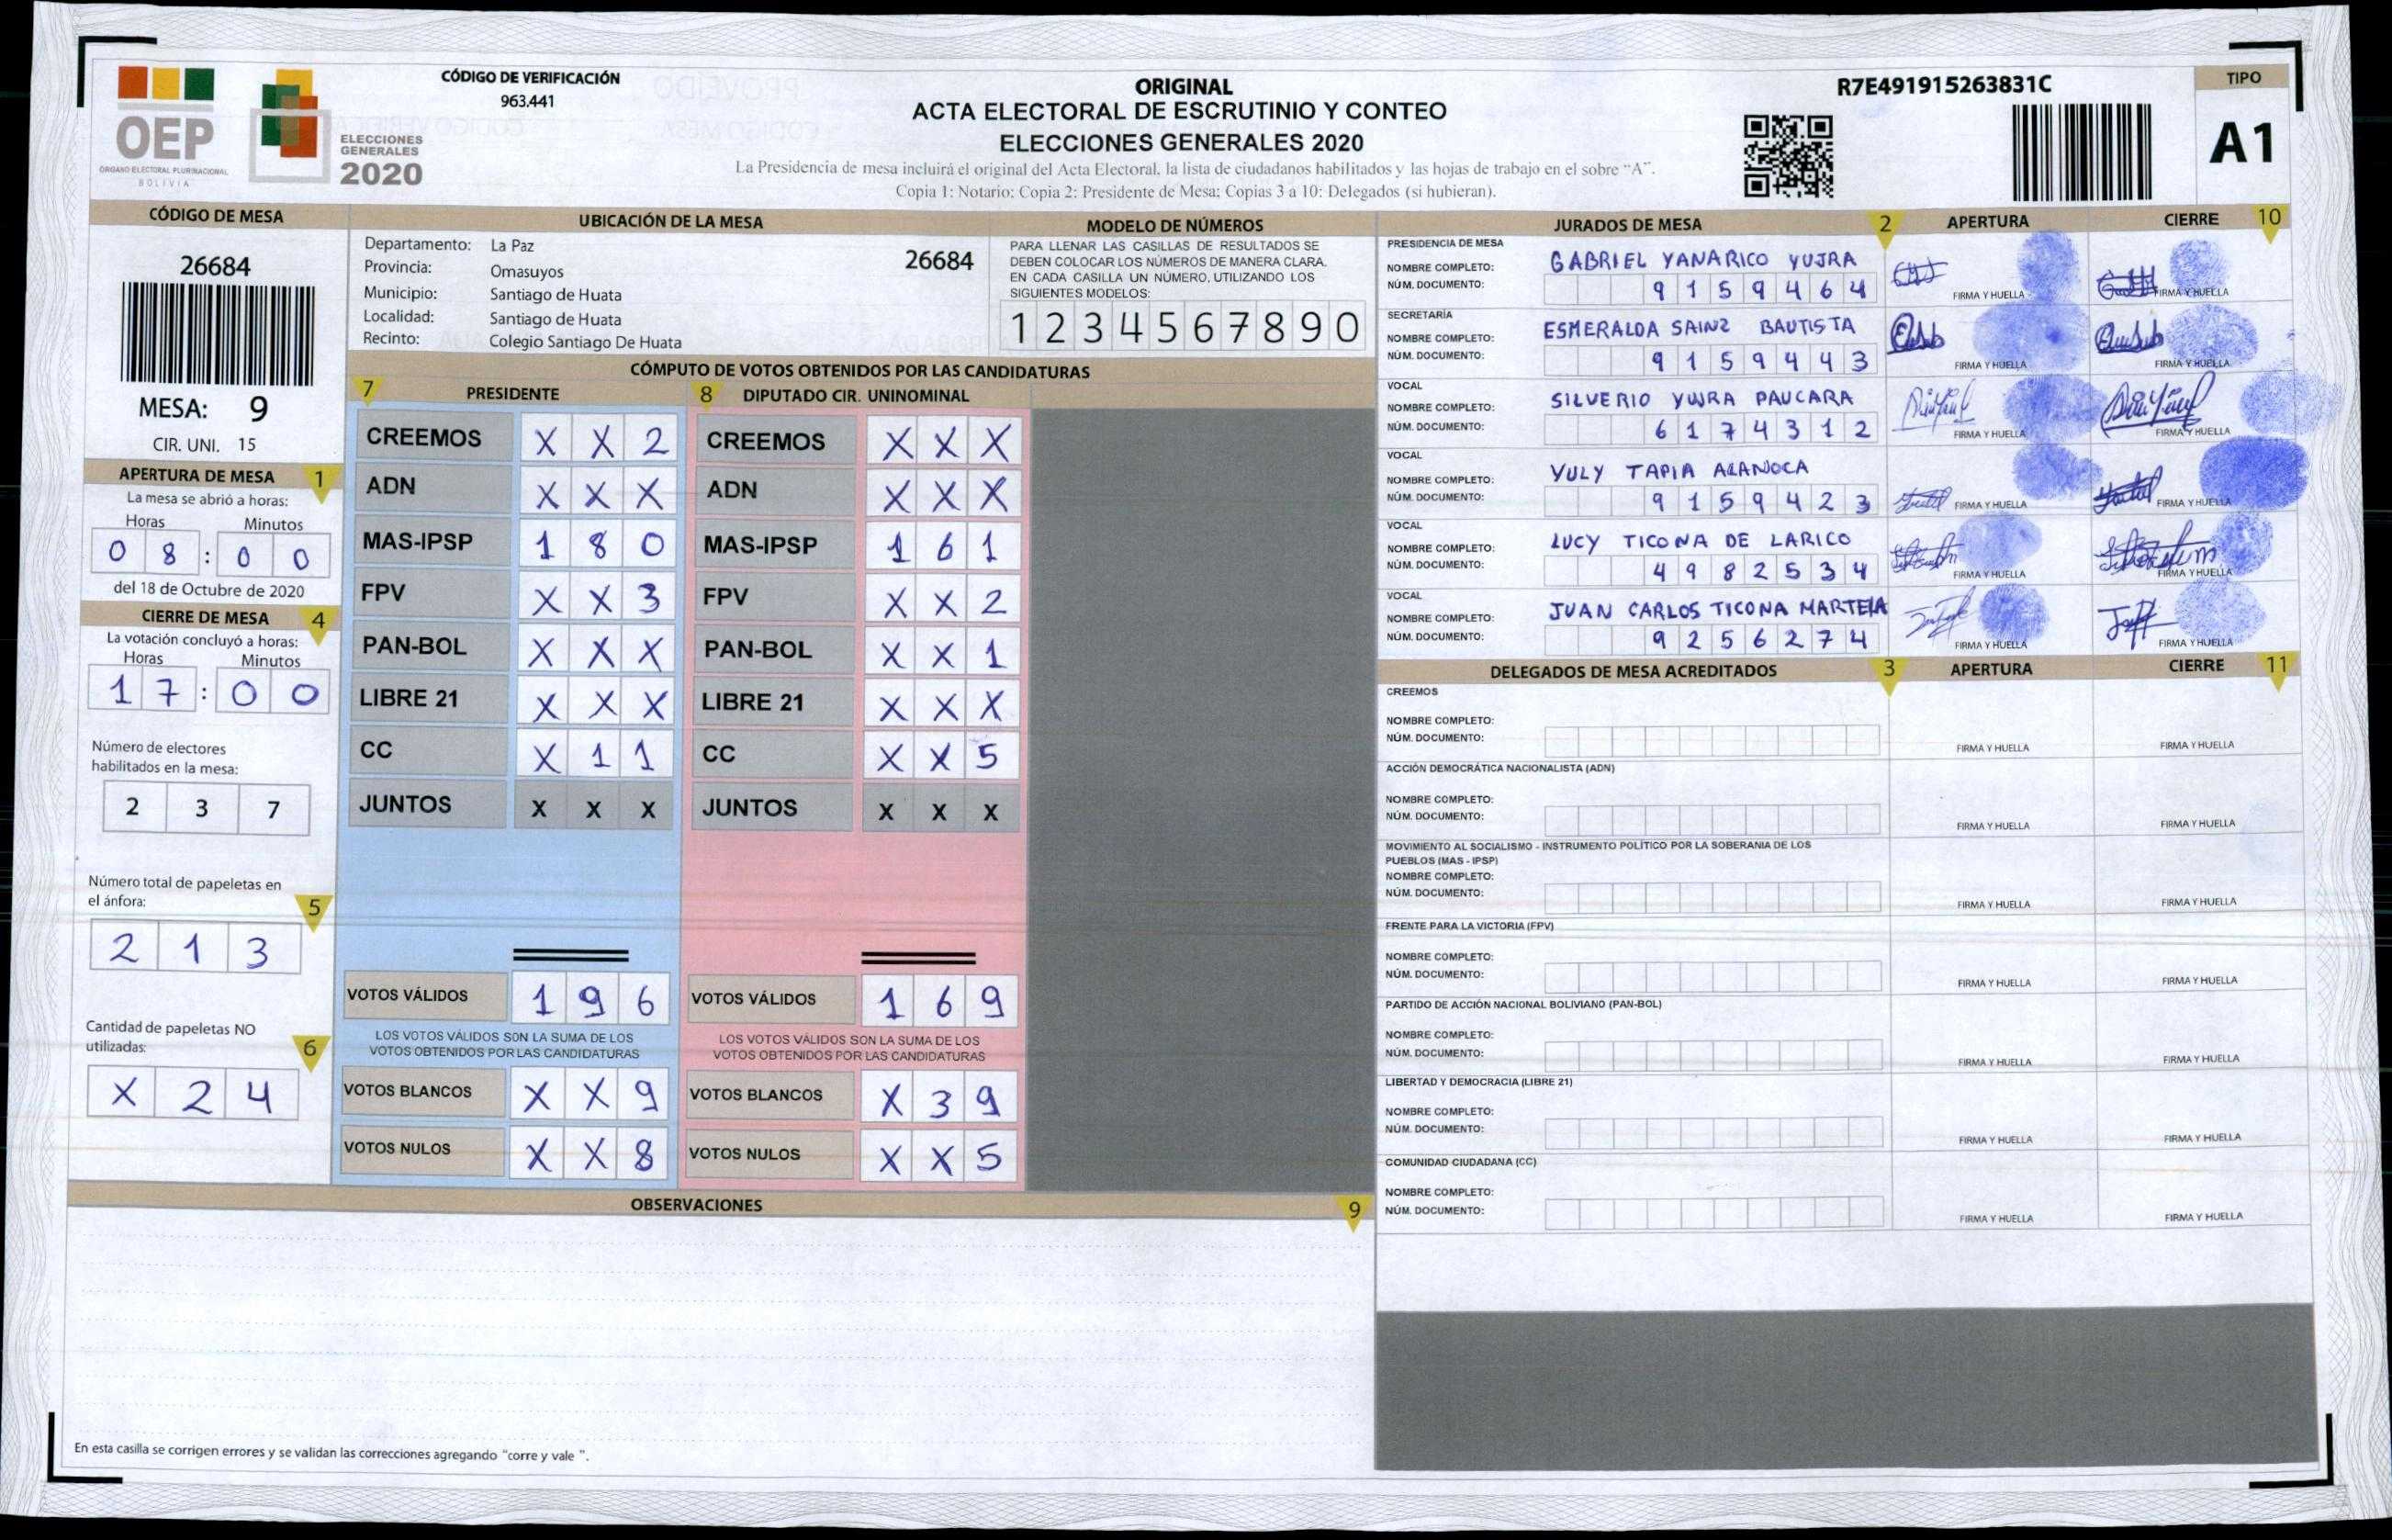 OEP
ÓRGANO ELECTORAL PLURINACIONAL
BOLIVIA
ELECCIONES
GENERALES
2020
CÓDIGO DE VERIFICACIÓN
963.441
ORIGINAL
ACTA ELECTORAL DE ESCRUTINIO Y CONTEO
ELECCIONES GENERALES 2020
La Presidencia de mesa incluirá el original del Acta Electoral, la lista de ciudadanos habilitados y las hojas de trabajo en el sobre “A”.
Copia 1: Notario; Copia 2: Presidente de Mesa; Copias 3 a 10: Delegados (si hubieran).
R7E491915263831C
TIPO
A1
CÓDIGO DE MESA
26684
MESA: 9
CIR. UNI. 15
APERTURA DE MESA 1
La mesa se abrió a horas:
Horas Minutos
0 8 : 0 0
del 18 de Octubre de 2020
CIERRE DE MESA 4
La votación concluyó a horas:
Horas Minutos
1 7 : 0 0
Número de electores
habilitados en la mesa:
2 3 7
Número total de papeletas en
el ánfora: 5
2 1 3
Cantidad de papeletas NO
utilizadas: 6
X 2 4
UBICACIÓN DE LA MESA
Departamento: La Paz 26684
Provincia: Omasuyos
Municipio: Santiago de Huata
Localidad: Santiago de Huata
Recinto: Colegio Santiago De Huata
MODELO DE NÚMEROS
PARA LLENAR LAS CASILLAS DE RESULTADOS SE
DEBEN COLOCAR LOS NÚMEROS DE MANERA CLARA.
EN CADA CASILLA UN NÚMERO, UTILIZANDO LOS
SIGUIENTES MODELOS:
1 2 3 4 5 6 7 8 9 0
CÓMPUTO DE VOTOS OBTENIDOS POR LAS CANDIDATURAS
7 PRESIDENTE
CREEMOS X X 2
ADN X X X
MAS-IPSP 1 8 0
FPV X X 3
PAN-BOL X X X
LIBRE 21 X X X
CC X 1 1
JUNTOS X X X
VOTOS VÁLIDOS 1 9 6
LOS VOTOS VÁLIDOS SON LA SUMA DE LOS
VOTOS OBTENIDOS POR LAS CANDIDATURAS
VOTOS BLANCOS X X 9
VOTOS NULOS X X 8
8 DIPUTADO CIR. UNINOMINAL
CREEMOS X X X
ADN X X X
MAS-IPSP 1 6 1
FPV X X 2
PAN-BOL X X 1
LIBRE 21 X X X
CC X X 5
JUNTOS X X X
VOTOS VÁLIDOS 1 6 9
LOS VOTOS VÁLIDOS SON LA SUMA DE LOS
VOTOS OBTENIDOS POR LAS CANDIDATURAS
VOTOS BLANCOS X 3 9
VOTOS NULOS X X 5
OBSERVACIONES 9
En esta casilla se corrigen errores y se validan las correcciones agregando “corre y vale ”.
JURADOS DE MESA 2 APERTURA CIERRE 10
PRESIDENCIA DE MESA
NOMBRE COMPLETO: GABRIEL YANARICO YUJRA
NÚM. DOCUMENTO: 9 1 5 9 4 6 4 FIRMA Y HUELLA FIRMA Y HUELLA
SECRETARÍA
NOMBRE COMPLETO: ESMERALDA SAINZ BAUTISTA
NÚM. DOCUMENTO: 9 1 5 9 4 4 3 FIRMA Y HUELLA FIRMA Y HUELLA
VOCAL
NOMBRE COMPLETO: SILVERIO YUJRA PAUCARA
NÚM. DOCUMENTO: 6 1 7 4 3 1 2 FIRMA Y HUELLA FIRMA Y HUELLA
VOCAL
NOMBRE COMPLETO: YULY TAPIA ALANOCA
NÚM. DOCUMENTO: 9 1 5 9 4 2 3 FIRMA Y HUELLA FIRMA Y HUELLA
VOCAL
NOMBRE COMPLETO: LUCY TICONA DE LARICO
NÚM. DOCUMENTO: 4 9 8 2 5 3 4 FIRMA Y HUELLA FIRMA Y HUELLA
VOCAL
NOMBRE COMPLETO: JUAN CARLOS TICONA MARTELA
NÚM. DOCUMENTO: 9 2 5 6 2 7 4 FIRMA Y HUELLA FIRMA Y HUELLA
DELEGADOS DE MESA ACREDITADOS 3 APERTURA CIERRE 11
CREEMOS
NOMBRE COMPLETO:
NÚM. DOCUMENTO: FIRMA Y HUELLA FIRMA Y HUELLA
ACCIÓN DEMOCRÁTICA NACIONALISTA (ADN)
NOMBRE COMPLETO:
NÚM. DOCUMENTO: FIRMA Y HUELLA FIRMA Y HUELLA
MOVIMIENTO AL SOCIALISMO - INSTRUMENTO POLÍTICO POR LA SOBERANIA DE LOS
PUEBLOS (MAS - IPSP)
NOMBRE COMPLETO:
NÚM. DOCUMENTO: FIRMA Y HUELLA FIRMA Y HUELLA
FRENTE PARA LA VICTORIA (FPV)
NOMBRE COMPLETO:
NÚM. DOCUMENTO: FIRMA Y HUELLA FIRMA Y HUELLA
PARTIDO DE ACCIÓN NACIONAL BOLIVIANO (PAN-BOL)
NOMBRE COMPLETO:
NÚM. DOCUMENTO: FIRMA Y HUELLA FIRMA Y HUELLA
LIBERTAD Y DEMOCRACIA (LIBRE 21)
NOMBRE COMPLETO:
NÚM. DOCUMENTO: FIRMA Y HUELLA FIRMA Y HUELLA
COMUNIDAD CIUDADANA (CC)
NOMBRE COMPLETO:
NÚM. DOCUMENTO: FIRMA Y HUELLA FIRMA Y HUELLA